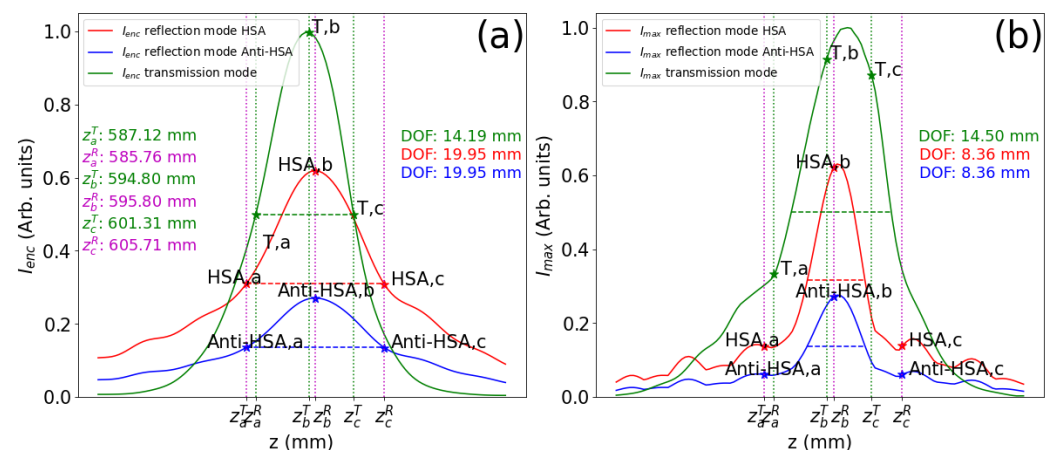 I_enc reflection mode HSA
I_enc reflection mode Anti-HSA
I_enc transmission mode
(a)
T,b
z_a^T: 587.12 mm
z_a^R: 585.76 mm
z_b^T: 594.80 mm
z_b^R: 595.80 mm
z_c^T: 601.31 mm
z_c^R: 605.71 mm
DOF: 14.19 mm
DOF: 19.95 mm
DOF: 19.95 mm
HSA,b
T,c
T,a
HSA,a
HSA,c
Anti-HSA,b
Anti-HSA,a
Anti-HSA,c
1.0
0.8
0.6
0.4
0.2
0.0
I_enc (Arb. units)
z_a^T z_a^R z_b^T z_b^R z_c^T z_c^R
z (mm)
I_max reflection mode HSA
I_max reflection mode Anti-HSA
I_max transmission mode
(b)
T,b
T,c
DOF: 14.50 mm
DOF: 8.36 mm
DOF: 8.36 mm
HSA,b
T,a
Anti-HSA,b
HSA,a
HSA,c
Anti-HSA,a
Anti-HSA,c
1.0
0.8
0.6
0.4
0.2
0.0
I_max (Arb. units)
z_a^T z_a^R z_b^T z_b^R z_c^T z_c^R
z (mm)